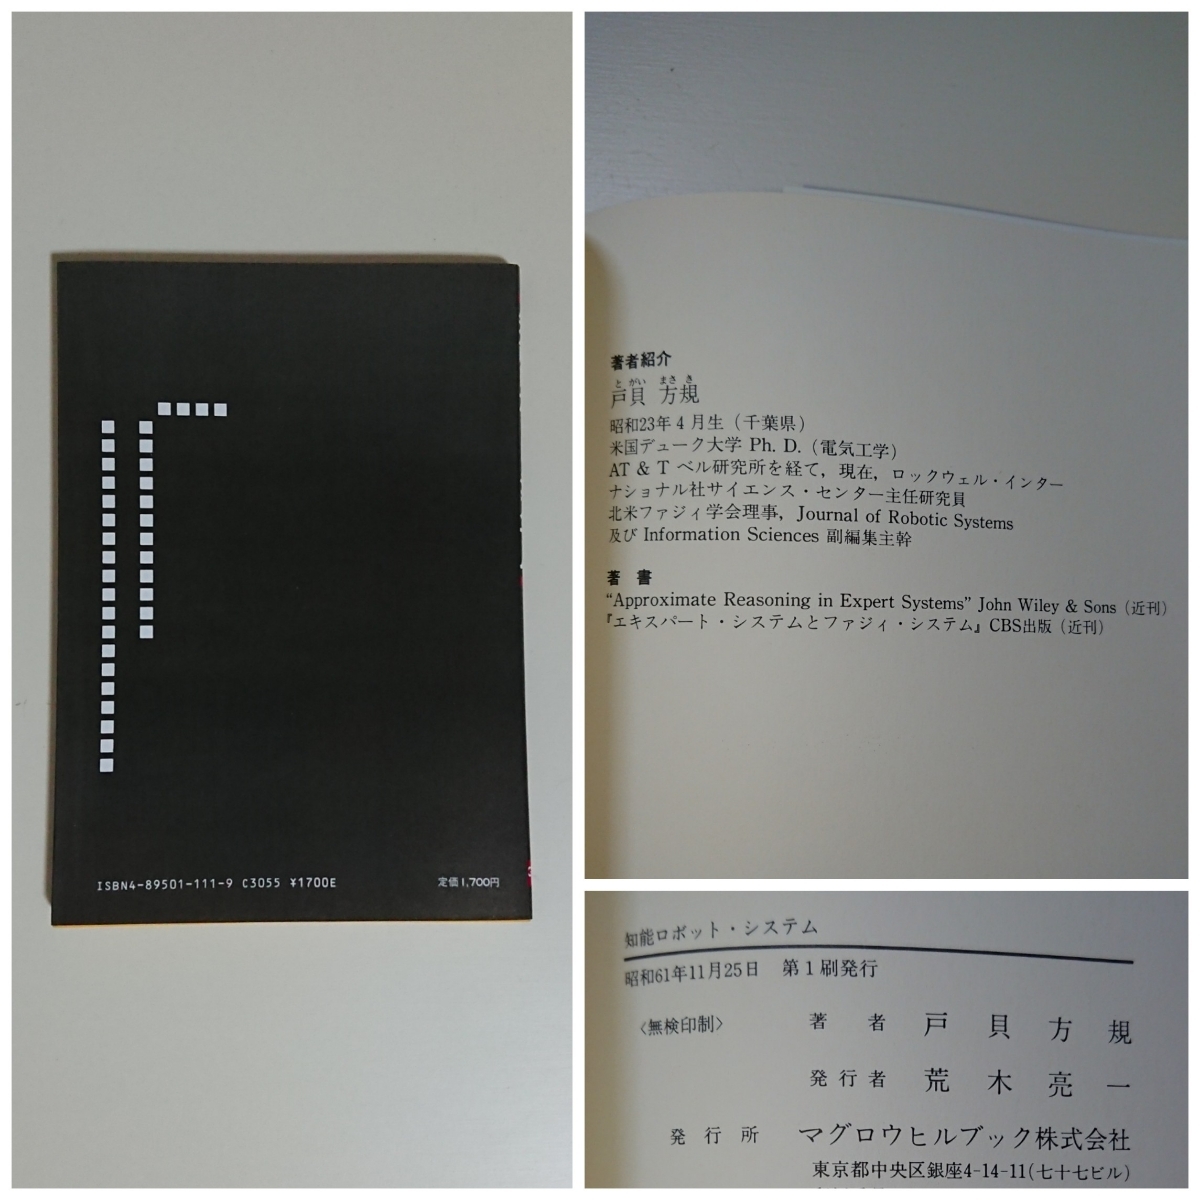 ISBN4-89501-111-9 C3055 ¥1700E
定価1,700円
著者紹介
とがい まさき
戸貝 方規
昭和23年4月生（千葉県）
米国デューク大学 Ph. D.（電気工学）
AT & T ベル研究所を経て，現在，ロックウェル・インター
ナショナル社サイエンス・センター主任研究員
北米ファジィ学会理事，Journal of Robotic Systems
及び Information Sciences 副編集主幹
著 書
“Approximate Reasoning in Expert Systems” John Wiley & Sons（近刊）
『エキスパート・システムとファジィ・システム』CBS出版（近刊）
知能ロボット・システム
昭和61年11月25日 第1刷発行
〈無検印制〉
著者 戸貝方規
発行者 荒木亮一
発行所 マグロウヒルブック株式会社
東京都中央区銀座4-14-11(七十七ビル)